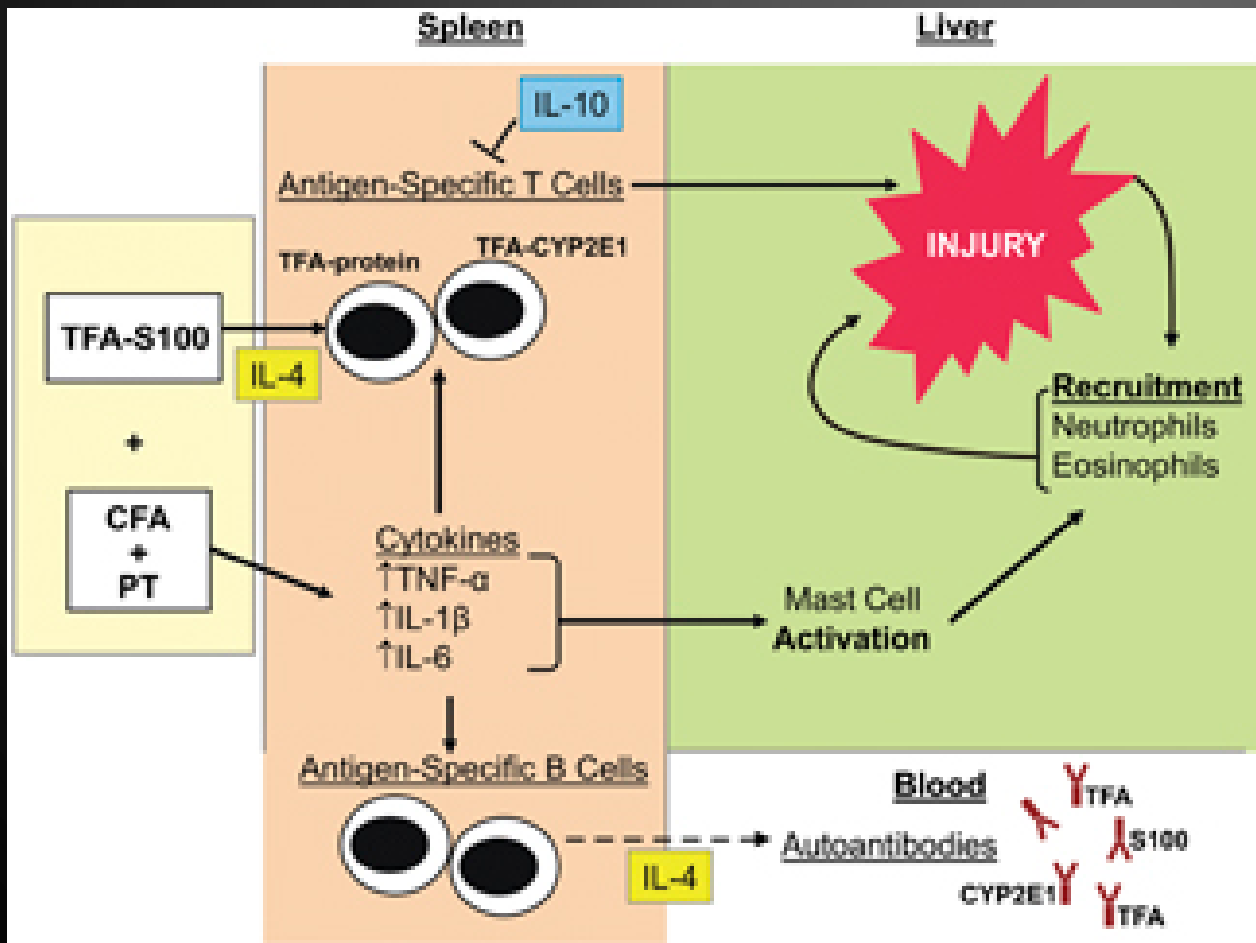 Spleen
Liver
IL-10
Antigen-Specific T Cells
TFA-protein
TFA-CYP2E1
INJURY
TFA-S100
IL-4
+
CFA
+
PT
Recruitment
Neutrophils
Eosinophils
Cytokines
↑TNF-α
↑IL-1β
↑IL-6
Mast Cell
Activation
Antigen-Specific B Cells
IL-4
Blood
Autoantibodies
TFA
S100
CYP2E1
TFA